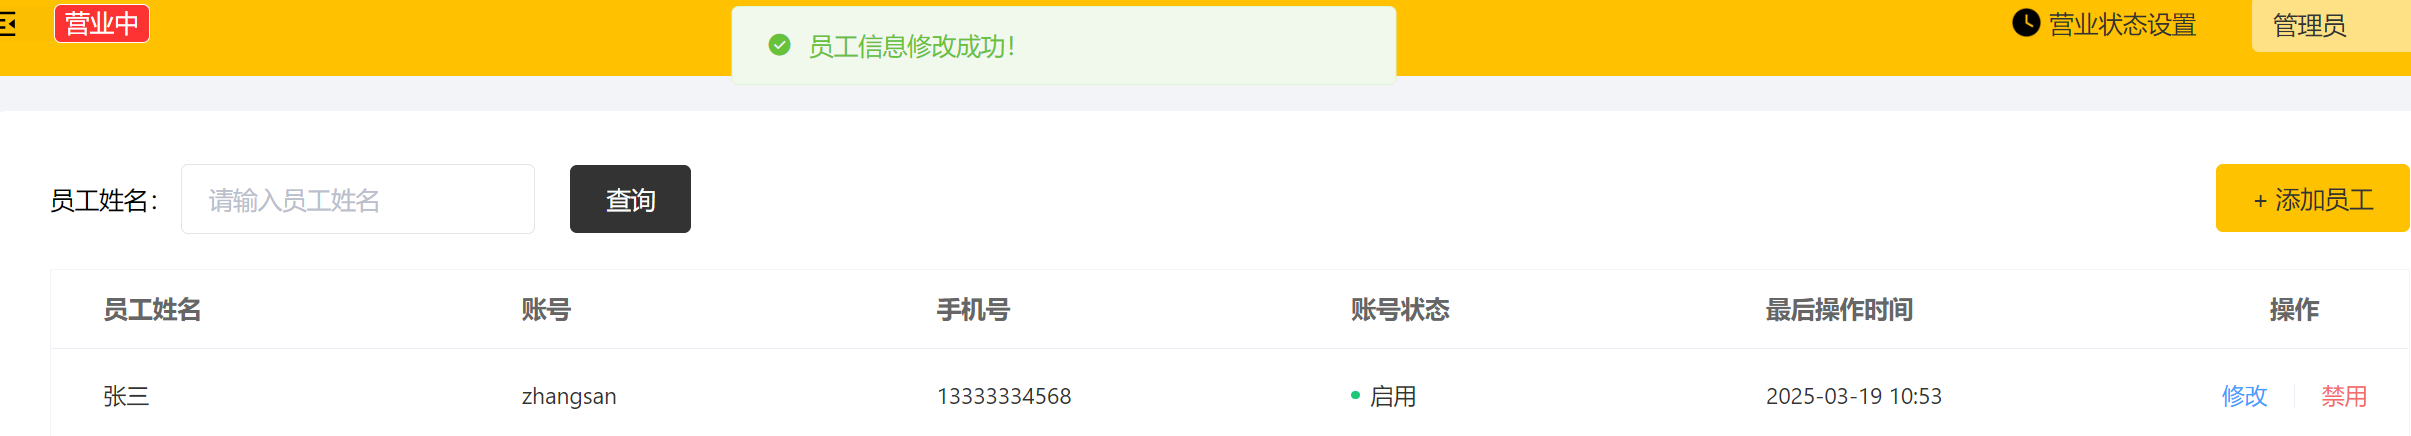 营业中
员工信息修改成功！
营业状态设置
管理员
员工姓名：
请输入员工姓名
查询
+ 添加员工
员工姓名 账号 手机号 账号状态 最后操作时间 操作
张三 zhangsan 13333334568 启用 2025-03-19 10:53 修改 禁用